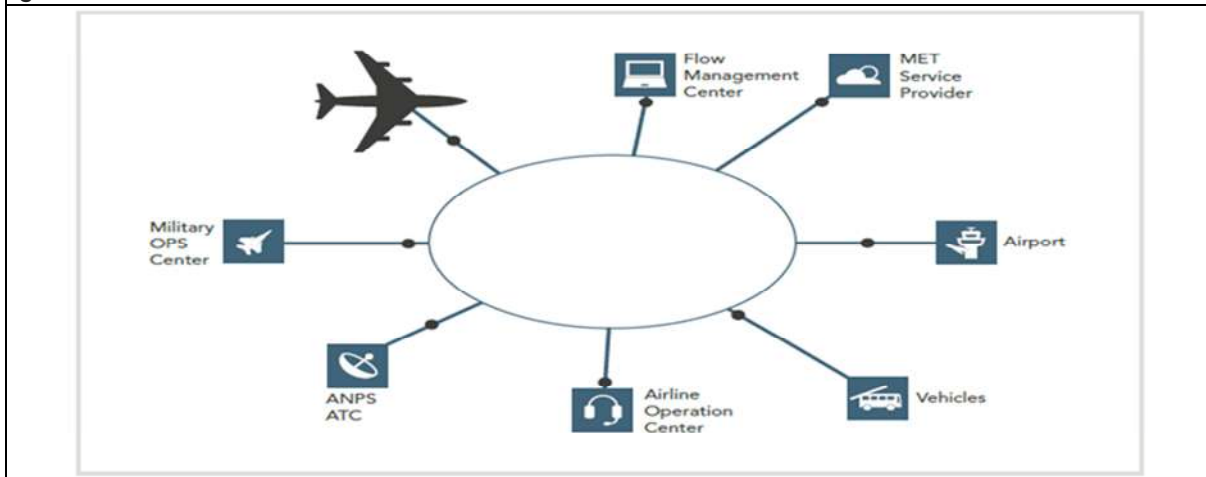 Flow
Management
Center
MET
Service
Provider
Military
OPS
Center
Airport
ANPS
ATC
Airline
Operation
Center
Vehicles